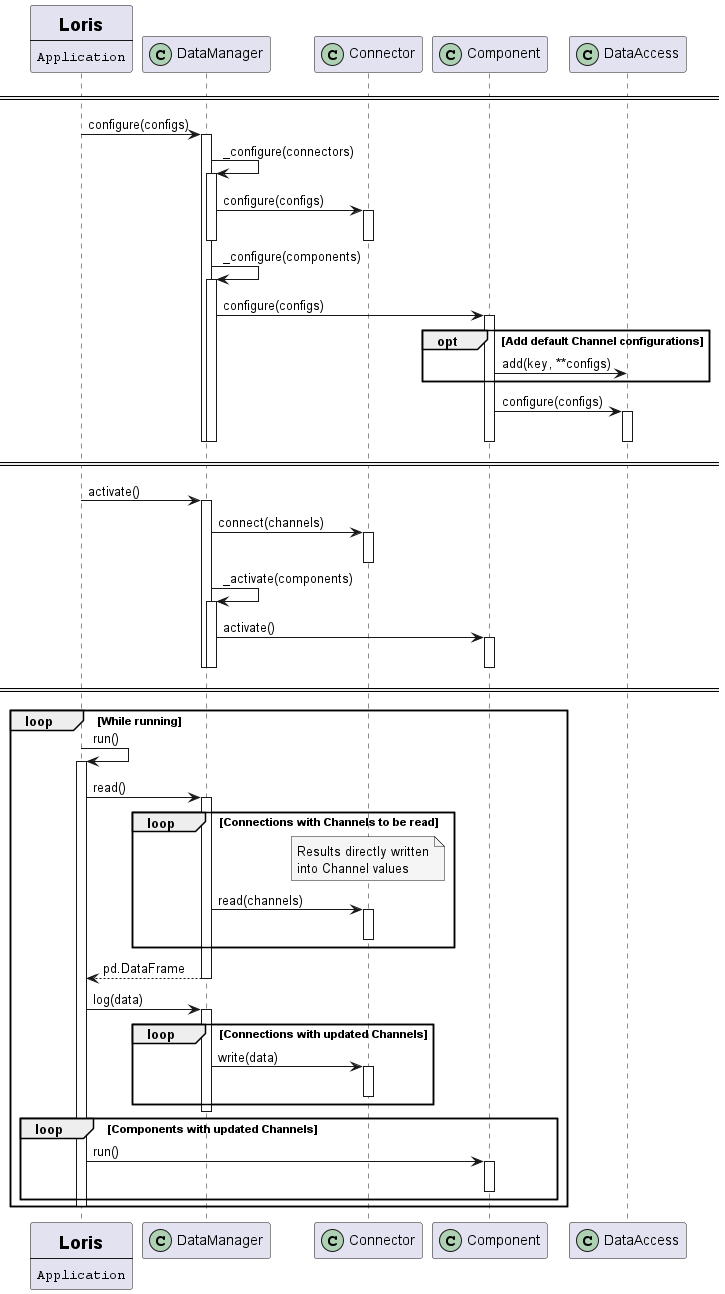 Loris
Application
C DataManager
C Connector
C Component
C DataAccess
configure(configs)
_configure(connectors)
configure(configs)
_configure(components)
configure(configs)
opt [Add default Channel configurations]
add(key, **configs)
configure(configs)
activate()
connect(channels)
_activate(components)
activate()
loop [While running]
run()
read()
loop [Connections with Channels to be read]
Results directly written
into Channel values
read(channels)
pd.DataFrame
log(data)
loop [Connections with updated Channels]
write(data)
loop [Components with updated Channels]
run()
Loris
Application
C DataManager
C Connector
C Component
C DataAccess